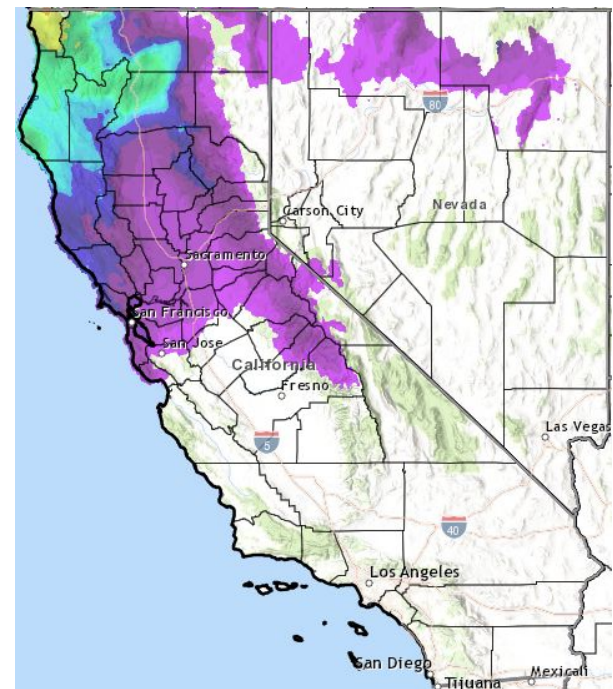 80
Nevada
Carson City
Sacramento
San Francisco
San Jose
California
Fresno
Las Vegas
5
40
Los Angeles
San Diego
Mexicali
Tijuana